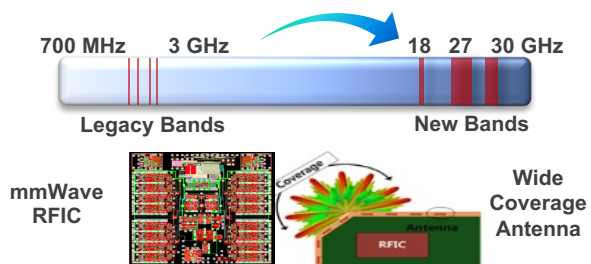 700 MHz 3 GHz 18 27 30 GHz
Legacy Bands New Bands
mmWave
RFIC
Coverage
Antenna
RFIC
Wide
Coverage
Antenna